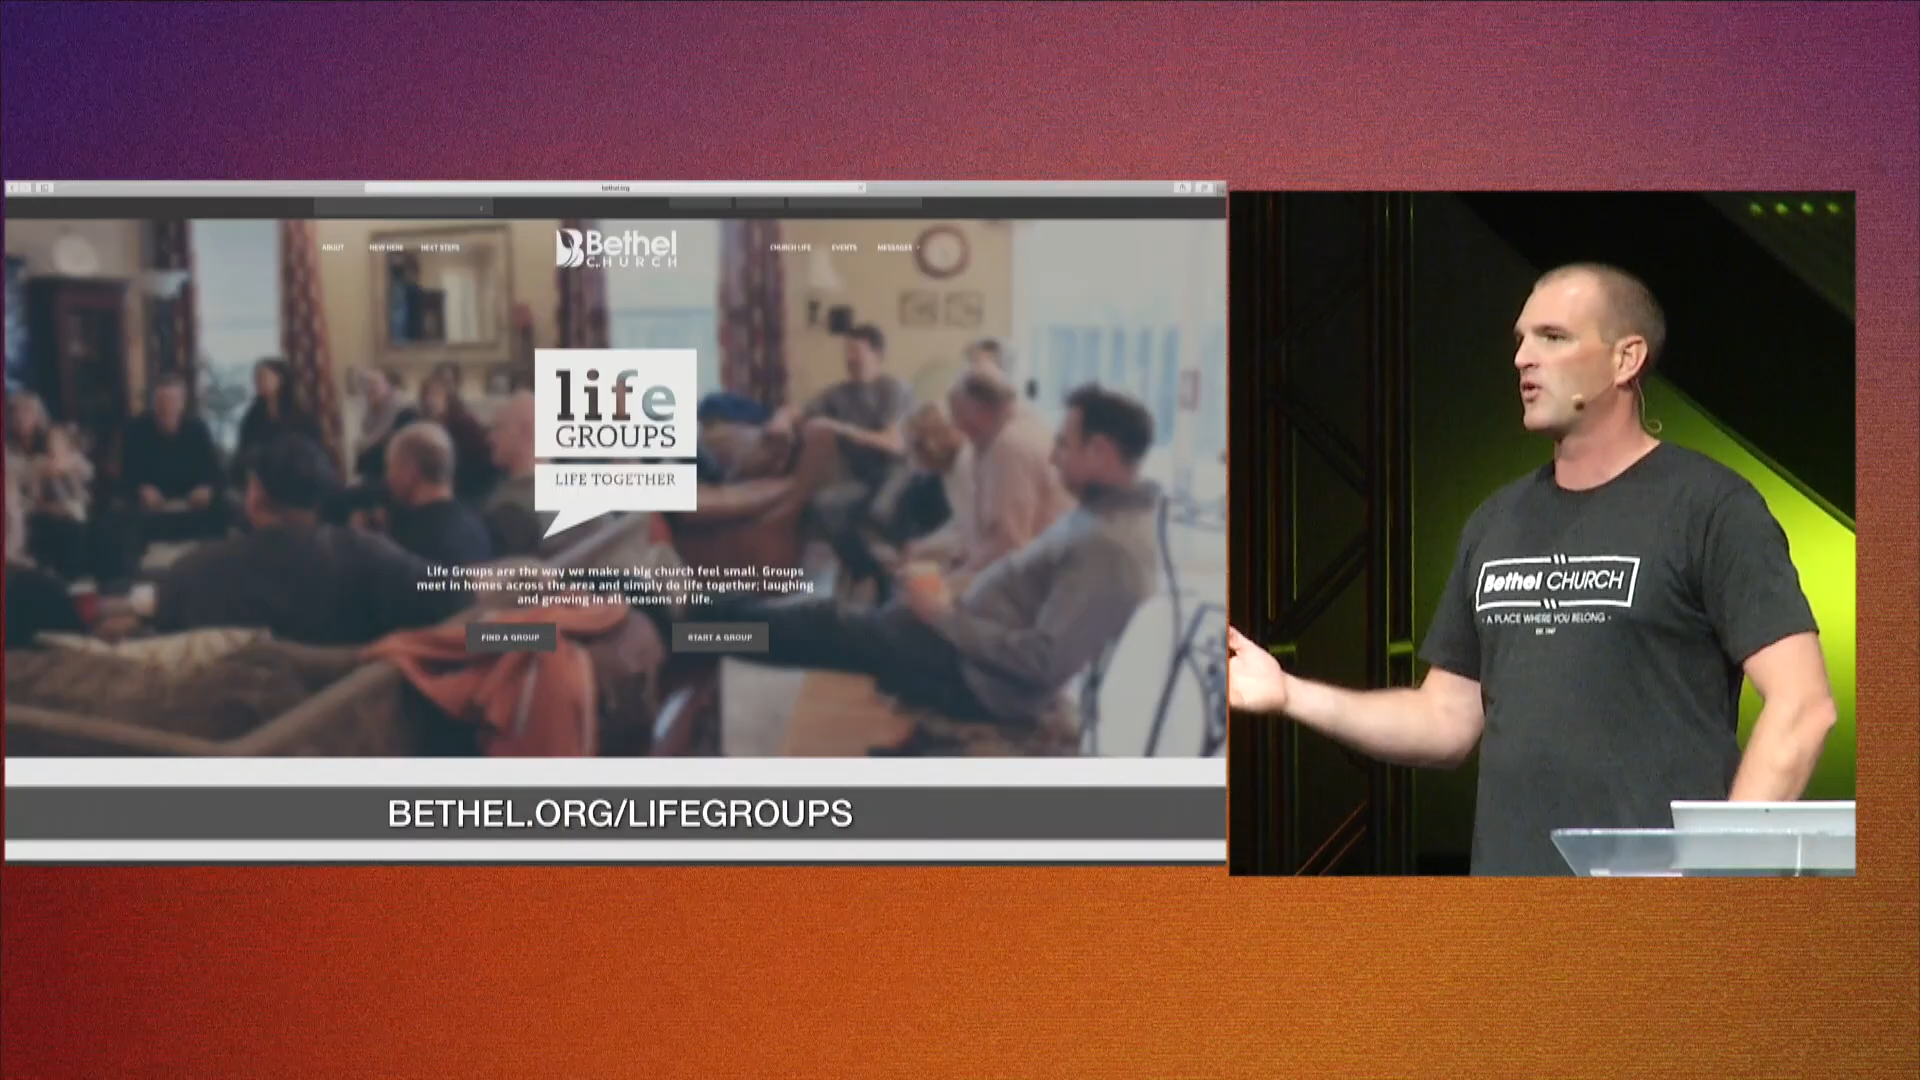 bethel.org
ABOUT NEW HERE NEXT STEPS
Bethel
CHURCH
CHURCH LIFE EVENTS MESSAGES
life
GROUPS
LIFE TOGETHER
Life Groups are the way we make a big church feel small. Groups
meet in homes across the area and simply do life together; laughing
and growing in all seasons of life.
FIND A GROUP START A GROUP
BETHEL.ORG/LIFEGROUPS
Bethel CHURCH
- A PLACE WHERE YOU BELONG -